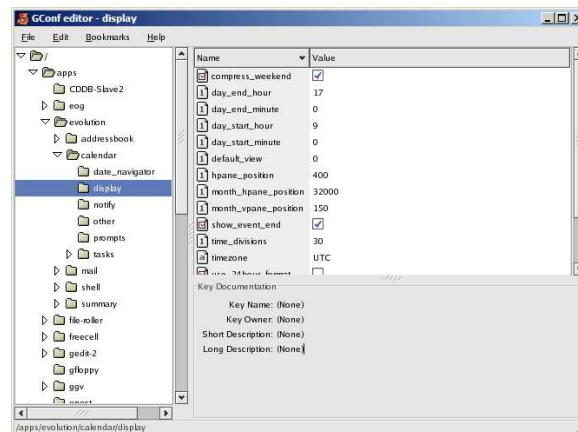 GConf editor - display
File Edit Bookmarks Help
/
apps
CDDB-Slave2
eog
evolution
addressbook
calendar
date_navigator
display
notify
other
prompts
tasks
mail
shell
summary
file-roller
freecell
gedit-2
gfloppy
ggv
Name Value
compress_weekend
day_end_hour 17
day_end_minute 0
day_start_hour 9
day_start_minute 0
default_view 0
hpane_position 400
month_hpane_position 32000
month_vpane_position 150
show_event_end
time_divisions 30
timezone UTC
use_24hour_format
Key Documentation
Key Name: (None)
Key Owner: (None)
Short Description: (None)
Long Description: (None)
/apps/evolution/calendar/display